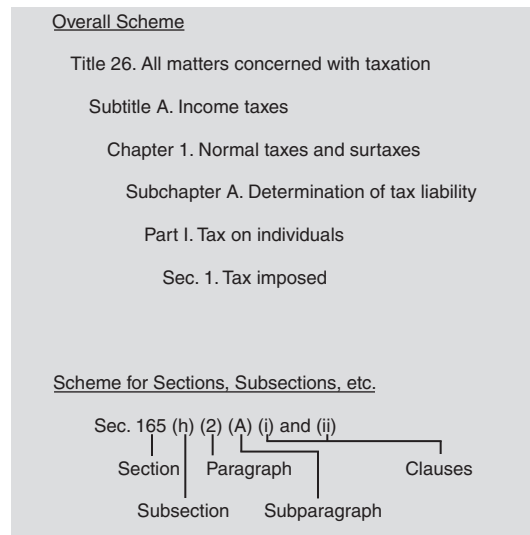 Overall Scheme
Title 26. All matters concerned with taxation
Subtitle A. Income taxes
Chapter 1. Normal taxes and surtaxes
Subchapter A. Determination of tax liability
Part I. Tax on individuals
Sec. 1. Tax imposed
Scheme for Sections, Subsections, etc.
Sec. 165 (h) (2) (A) (i) and (ii)
Section Paragraph Clauses
Subsection Subparagraph